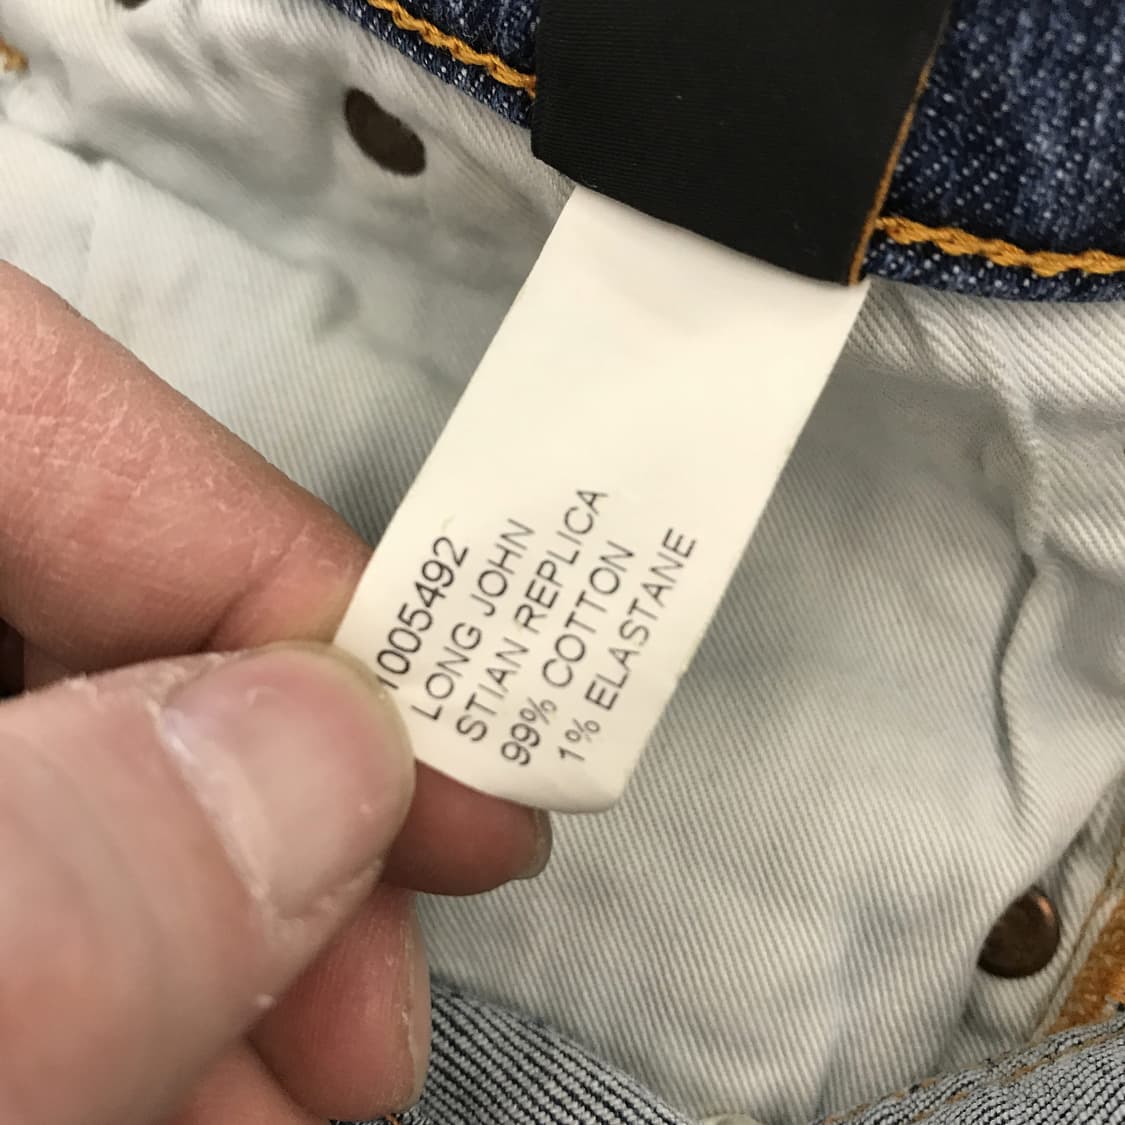 1005492
LONG JOHN
STIAN REPLICA
99% COTTON
1% ELASTANE